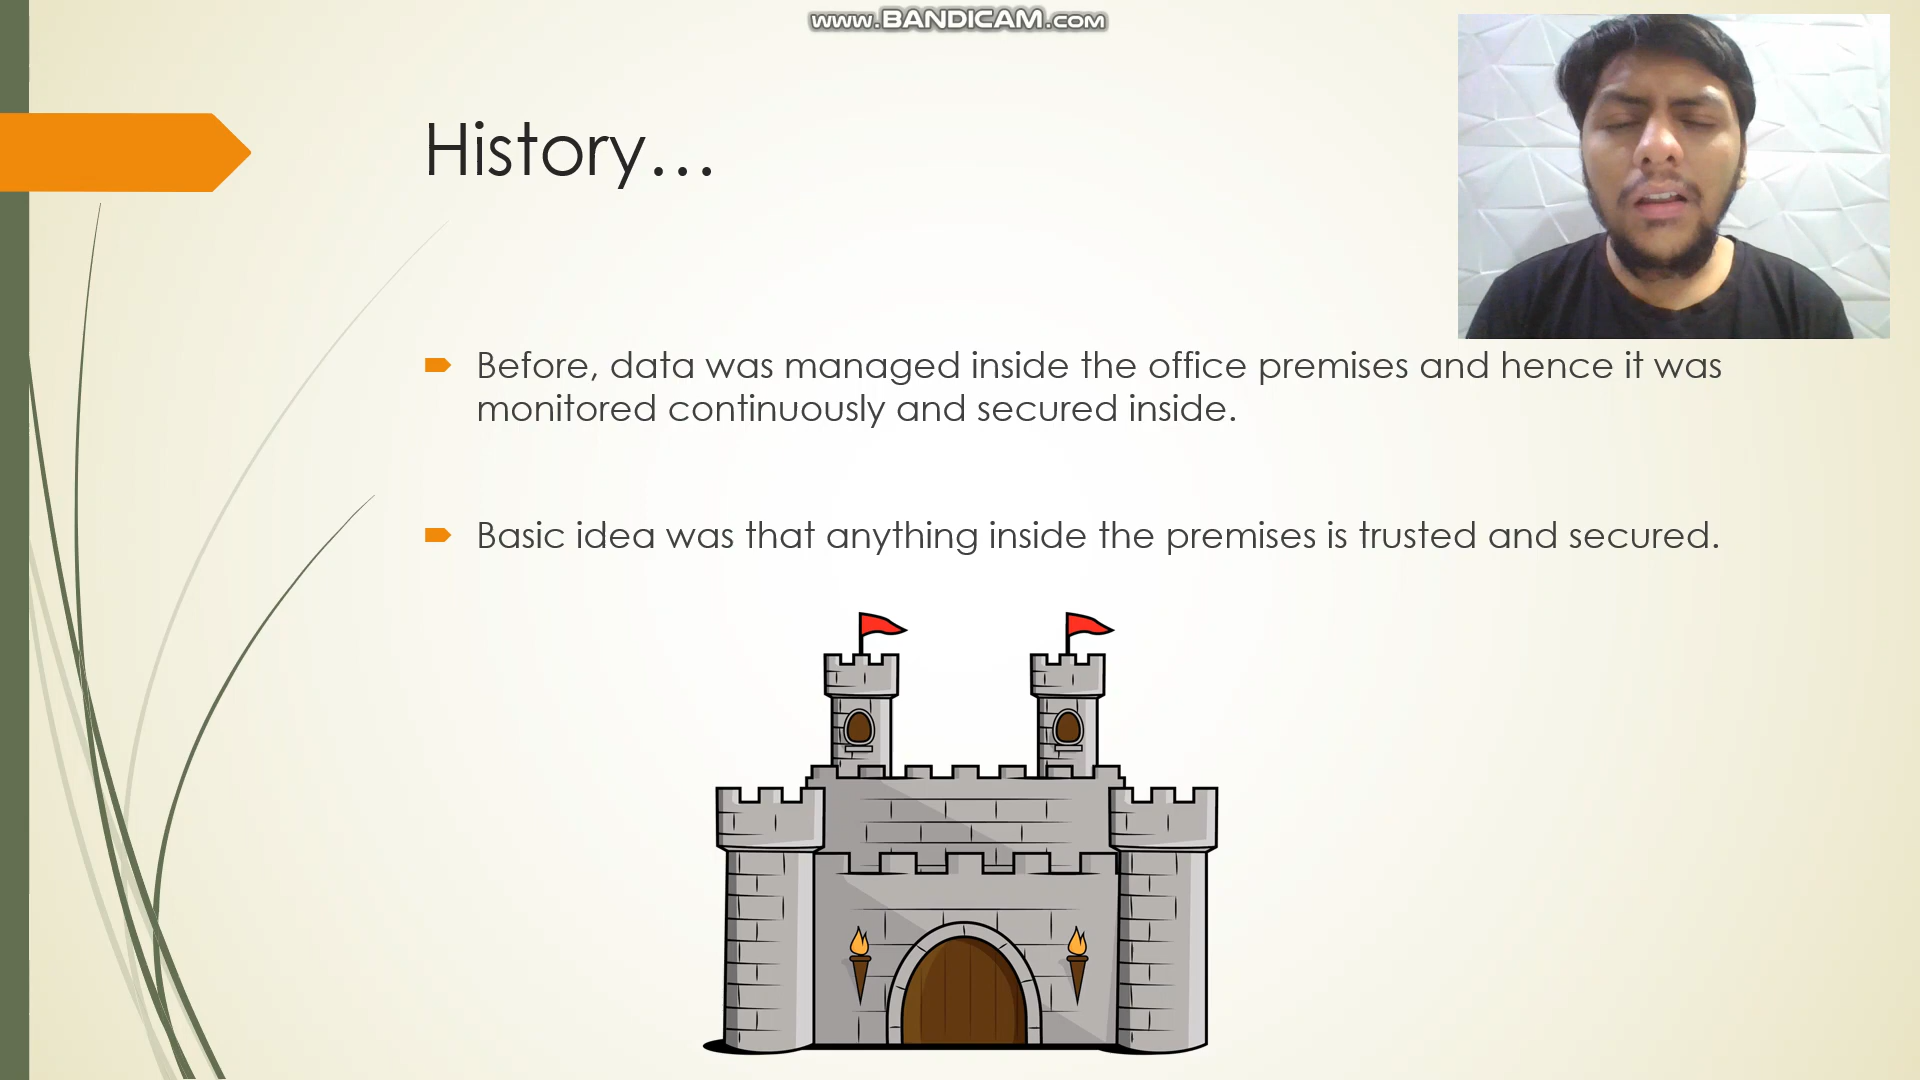 www.BANDICAM.com
History...
Before, data was managed inside the office premises and hence it was
monitored continuously and secured inside.
Basic idea was that anything inside the premises is trusted and secured.